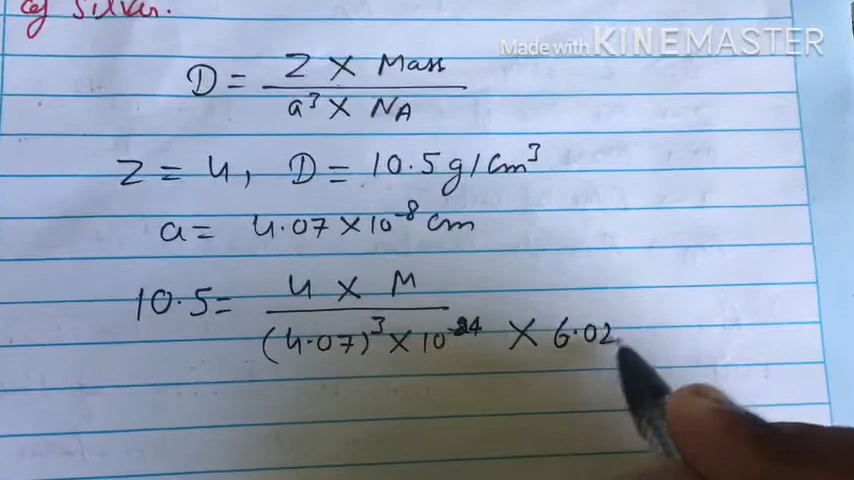 of Silver.
Made with KINEMASTER
D = Z X Mass / a³ X NA
Z = 4, D = 10.5 g/cm³
a = 4.07 X 10⁻⁸ cm
10.5 = 4 X M / (4.07)³ X 10⁻²⁴ X 6.02